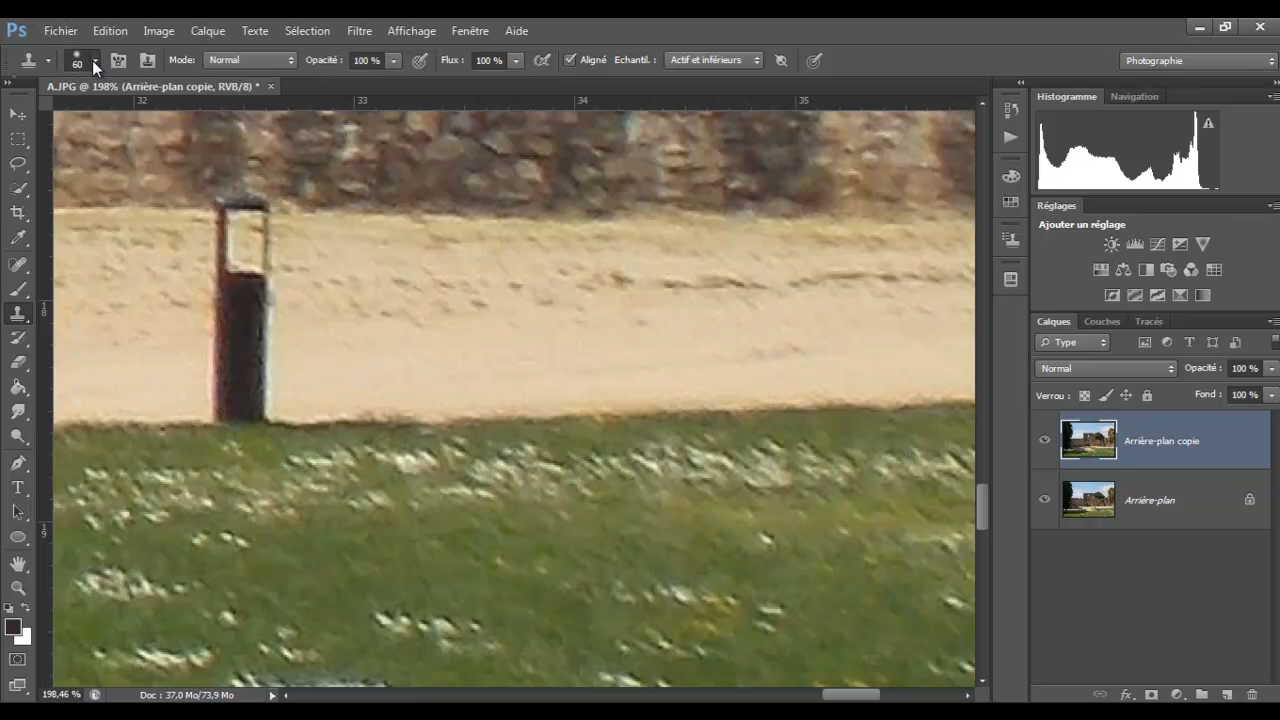 Ps Fichier Edition Image Calque Texte Sélection Filtre Affichage Fenêtre Aide
60 Mode: Normal Opacité : 100 % Flux : 100 % Aligné Echantil. : Actif et inférieurs Photographie
A.JPG @ 198% (Arrière-plan copie, RVB/8) * ×
32 33 34 35
18
19
Histogramme Navigation
Réglages
Ajouter un réglage
Calques Couches Tracés
Type
Normal Opacité : 100 %
Verrou : Fond : 100 %
Arrière-plan copie
Arrière-plan
198,46 % Doc : 37,0 Mo/73,9 Mo